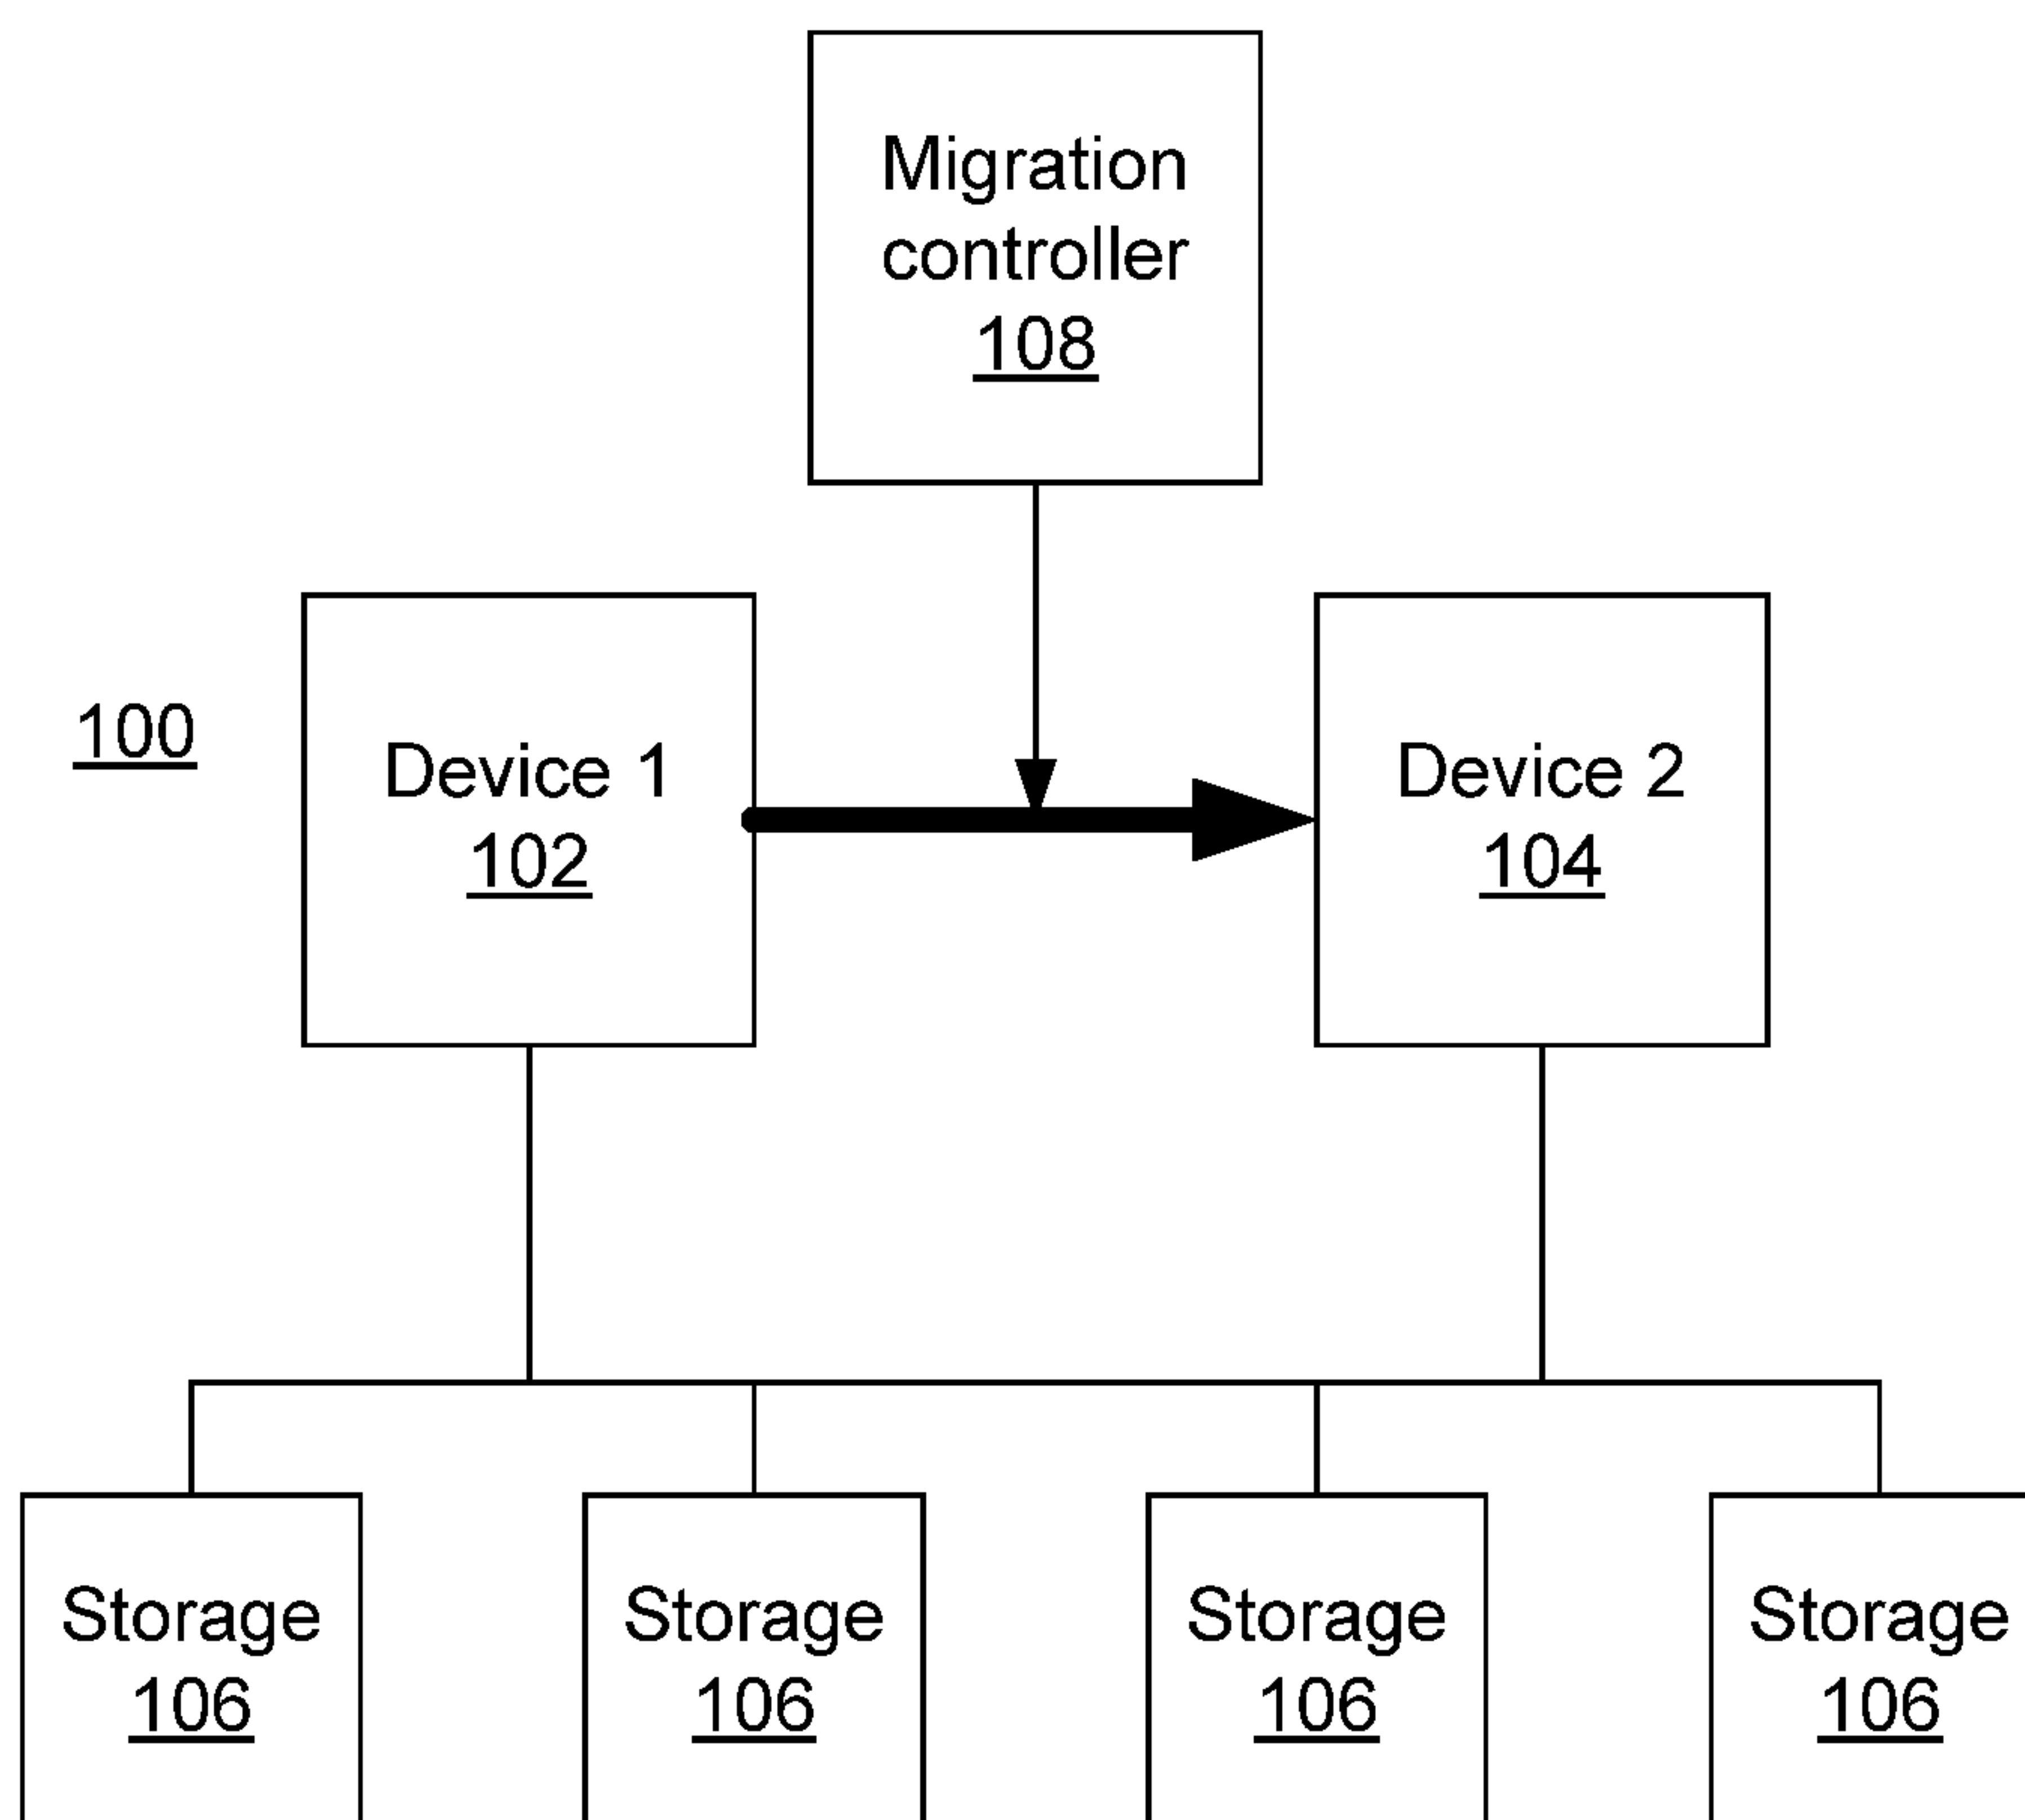 Migration
controller
108
100
Device 1
102
Device 2
104
Storage
106
Storage
106
Storage
106
Storage
106